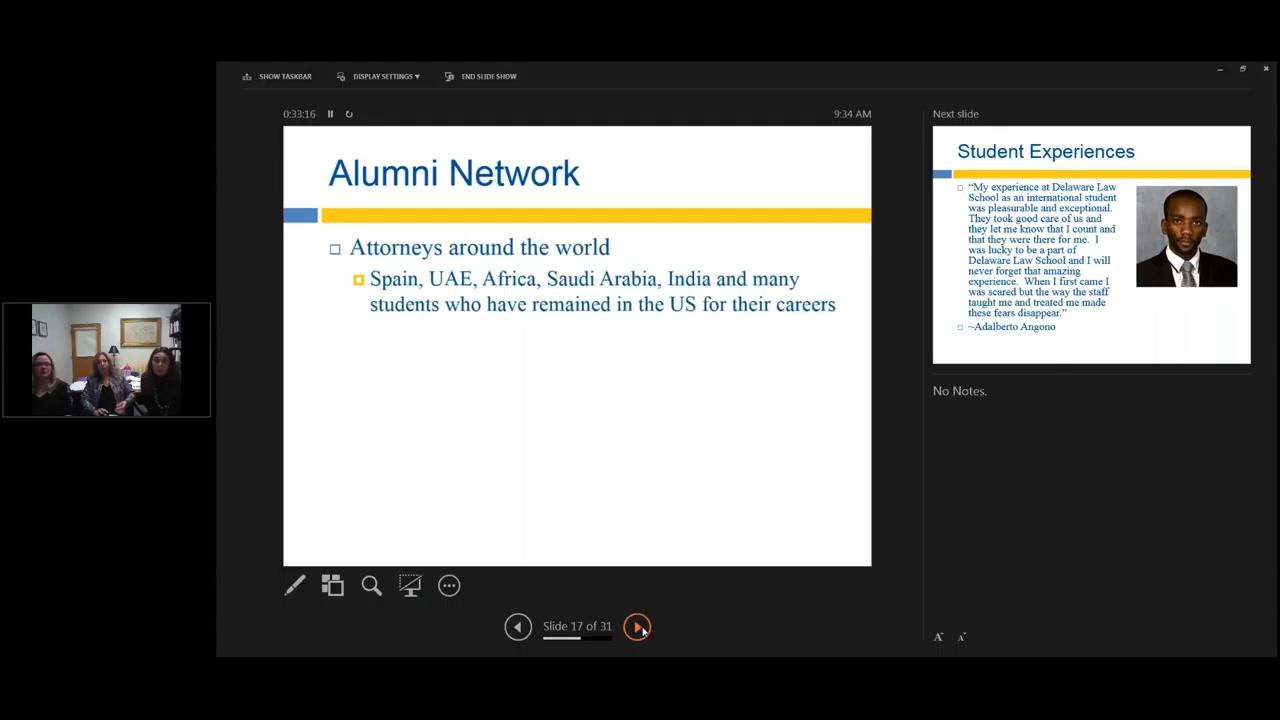 SHOW TASKBAR
DISPLAY SETTINGS ▼
END SLIDE SHOW
0:33:16
9:34 AM
Alumni Network
Attorneys around the world
Spain, UAE, Africa, Saudi Arabia, India and many
students who have remained in the US for their careers
Slide 17 of 31
Next slide
Student Experiences
“My experience at Delaware Law
School as an international student
was pleasurable and exceptional.
They took good care of us and
they let me know that I count and
that they were there for me. I
was lucky to be a part of
Delaware Law School and I will
never forget that amazing
experience. When I first came I
was scared but the way the staff
taught me and treated me made
these fears disappear.”
~Adalberto Angono
No Notes.
A A